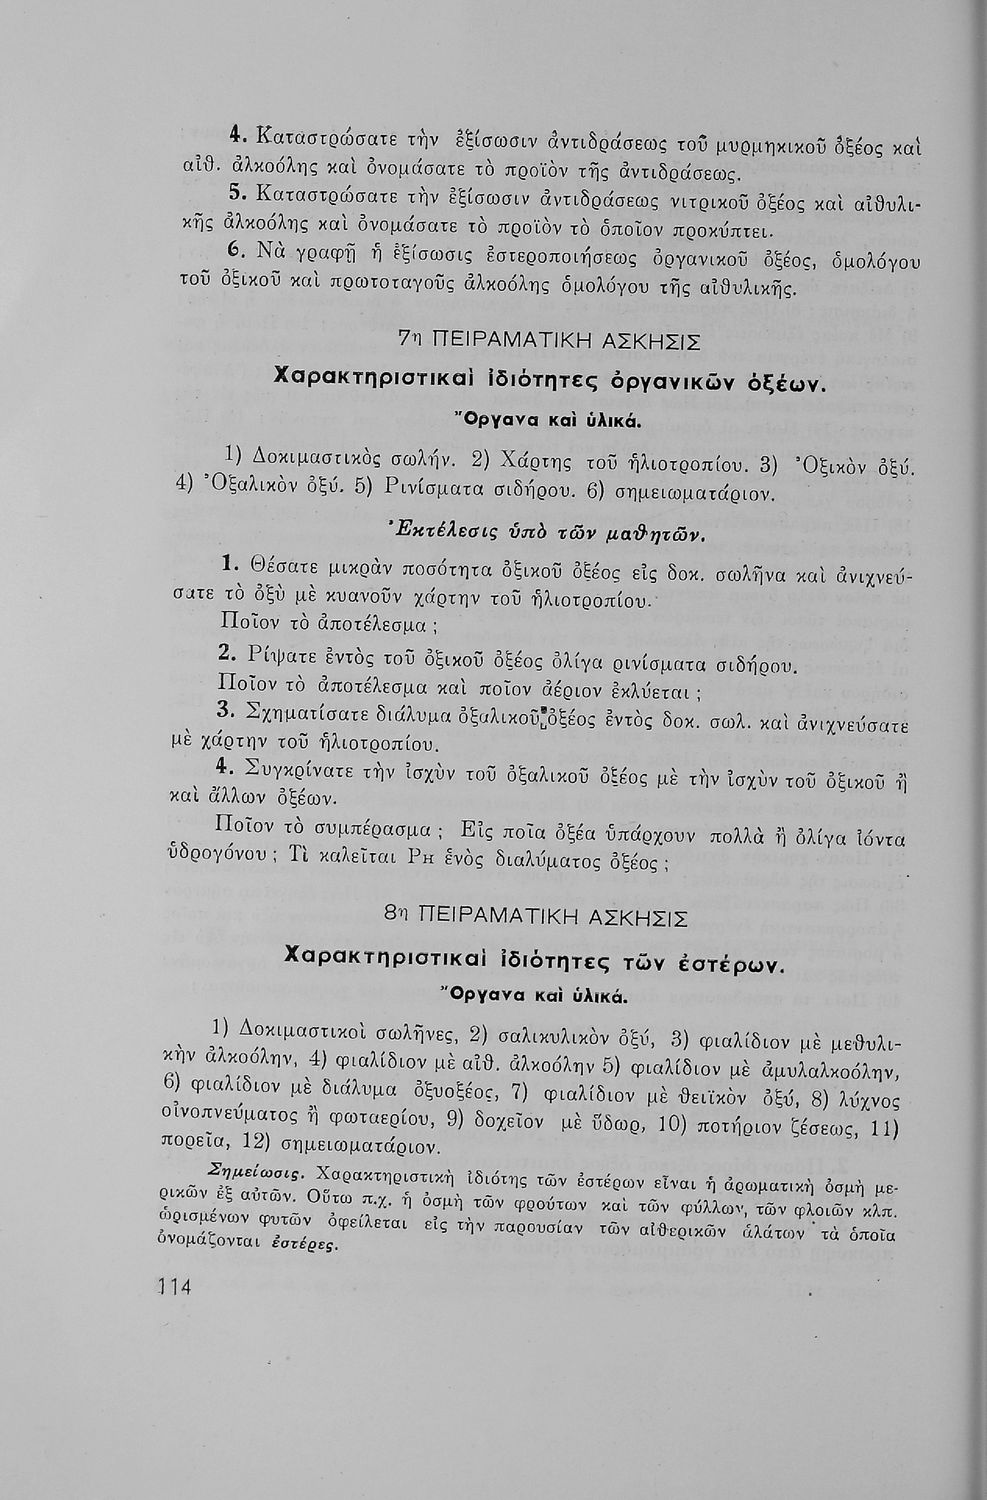 4. Καταστρώσατε τὴν ἐξίσωσιν ἀντιδράσεως τοῦ μυρμηκικοῦ ὀξέος καὶ
αἰθ. ἀλκοόλης καὶ ὀνομάσατε τὸ προϊὸν τῆς ἀντιδράσεως.
5. Καταστρώσατε τὴν ἐξίσωσιν ἀντιδράσεως νιτρικοῦ ὀξέος καὶ αἰθυλι-
κῆς ἀλκοόλης καὶ ὀνομάσατε τὸ προϊὸν τὸ ὁποῖον προκύπτει.
6. Νὰ γραφῇ ἡ ἐξίσωσις ἐστεροποιήσεως ὀργανικοῦ ὀξέος, ὁμολόγου
τοῦ ὀξικοῦ καὶ πρωτοταγοῦς ἀλκοόλης ὁμολόγου τῆς αἰθυλικῆς.
7η ΠΕΙΡΑΜΑΤΙΚΗ ΑΣΚΗΣΙΣ
Χαρακτηριστικαὶ ἰδιότητες ὀργανικῶν ὀξέων.
Ὄργανα καὶ ὑλικά.
1) Δοκιμαστικὸς σωλήν. 2) Χάρτης τοῦ ἡλιοτροπίου. 3) Ὀξικὸν ὀξύ.
4) Ὀξαλικὸν ὀξύ. 5) Ρινίσματα σιδήρου. 6) σημειωματάριον.
Ἐκτέλεσις ὑπὸ τῶν μαθητῶν.
1. Θέσατε μικρὰν ποσότητα ὀξικοῦ ὀξέος εἰς δοκ. σωλῆνα καὶ ἀνιχνεύ-
σατε τὸ ὀξὺ μὲ κυανοῦν χάρτην τοῦ ἡλιοτροπίου.
Ποῖον τὸ ἀποτέλεσμα ;
2. Ρίψατε ἐντὸς τοῦ ὀξικοῦ ὀξέος ὀλίγα ρινίσματα σιδήρου.
Ποῖον τὸ ἀποτέλεσμα καὶ ποῖον ἀέριον ἐκλύεται ;
3. Σχηματίσατε διάλυμα ὀξαλικοῦ ὀξέος ἐντὸς δοκ. σωλ. καὶ ἀνιχνεύσατε
μὲ χάρτην τοῦ ἡλιοτροπίου.
4. Συγκρίνατε τὴν ἰσχὺν τοῦ ὀξαλικοῦ ὀξέος μὲ τὴν ἰσχὺν τοῦ ὀξικοῦ ἢ
καὶ ἄλλων ὀξέων.
Ποῖον τὸ συμπέρασμα ; Εἰς ποῖα ὀξέα ὑπάρχουν πολλὰ ἢ ὀλίγα ἰόντα
ὑδρογόνου ; Τὶ καλεῖται Pʜ ἑνὸς διαλύματος ὀξέος ;
8η ΠΕΙΡΑΜΑΤΙΚΗ ΑΣΚΗΣΙΣ
Χαρακτηριστικαὶ ἰδιότητες τῶν ἐστέρων.
Ὄργανα καὶ ὑλικά.
1) Δοκιμαστικοὶ σωλῆνες, 2) σαλικυλικὸν ὀξύ, 3) φιαλίδιον μὲ μεθυλι-
κὴν ἀλκοόλην, 4) φιαλίδιον μὲ αἰθ. ἀλκοόλην 5) φιαλίδιον μὲ ἀμυλαλκοόλην,
6) φιαλίδιον μὲ διάλυμα ὀξυοξέος, 7) φιαλίδιον μὲ θειϊκὸν ὀξύ, 8) λύχνος
οἰνοπνεύματος ἢ φωταερίου, 9) δοχεῖον μὲ ὕδωρ, 10) ποτήριον ζέσεως, 11)
πορεῖα, 12) σημειωματάριον.
Σημείωσις. Χαρακτηριστικὴ ἰδιότης τῶν ἐστέρων εἶναι ἡ ἀρωματικὴ ὀσμὴ με-
ρικῶν ἐξ αὐτῶν. Οὕτω π.χ. ἡ ὀσμὴ τῶν φρούτων καὶ τῶν φύλλων, τῶν φλοιῶν κλπ.
ὡρισμένων φυτῶν ὀφείλεται εἰς τὴν παρουσίαν τῶν αἰθερικῶν ἁλάτων · τὰ ὁποῖα
ὀνομάζονται ἐστέρες.
114